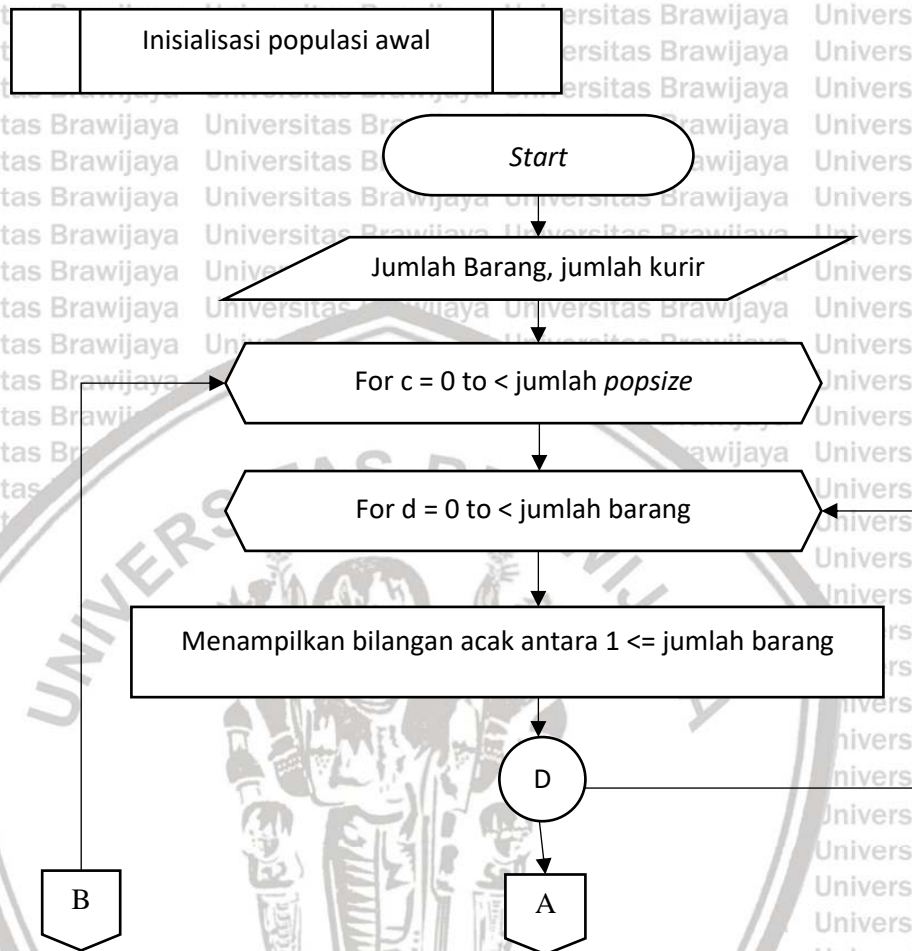 Inisialisasi populasi awal
Start
Jumlah Barang, jumlah kurir
For c = 0 to < jumlah popsize
For d = 0 to < jumlah barang
Menampilkan bilangan acak antara 1 <= jumlah barang
D
B
A